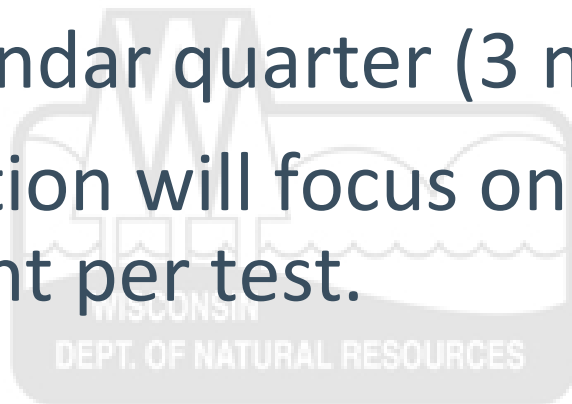 ndar quarter (3 n
tion will focus on
nt per test.
WISCONSIN
DEPT. OF NATURAL RESOURCES